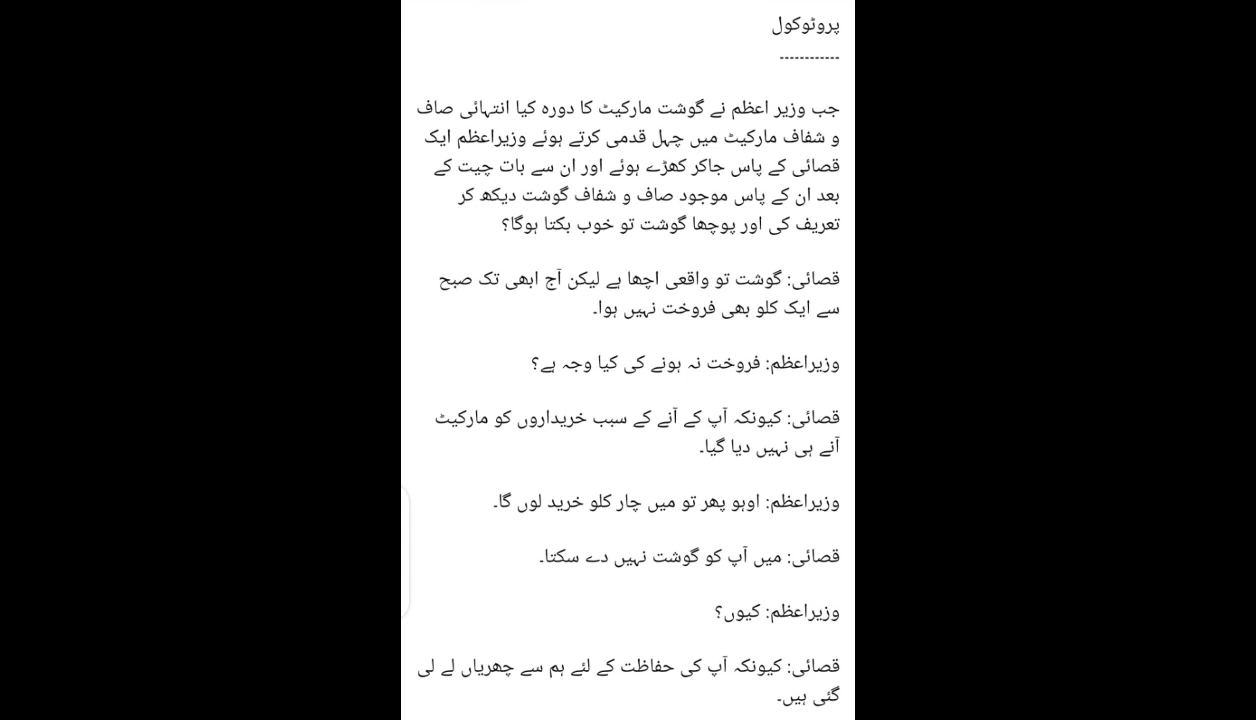 پروٹوکول
------------
جب وزیر اعظم نے گوشت مارکیٹ کا دورہ کیا انتہائی صاف
و شفاف مارکیٹ میں چہل قدمی کرتے ہوئے وزیراعظم ایک
قصائی کے پاس جاکر کھڑے ہوئے اور ان سے بات چیت کے
بعد ان کے پاس موجود صاف و شفاف گوشت دیکھ کر
تعریف کی اور پوچھا گوشت تو خوب بکتا ہوگا؟
قصائی: گوشت تو واقعی اچھا ہے لیکن آج ابھی تک صبح
سے ایک کلو بھی فروخت نہیں ہوا۔
وزیراعظم: فروخت نہ ہونے کی کیا وجہ ہے؟
قصائی: کیونکہ آپ کے آنے کے سبب خریداروں کو مارکیٹ
آنے ہی نہیں دیا گیا۔
وزیراعظم: اوہو پھر تو میں چار کلو خرید لوں گا۔
قصائی: میں آپ کو گوشت نہیں دے سکتا۔
وزیراعظم: کیوں؟
قصائی: کیونکہ آپ کی حفاظت کے لئے ہم سے چھریاں لے لی
گئی ہیں۔